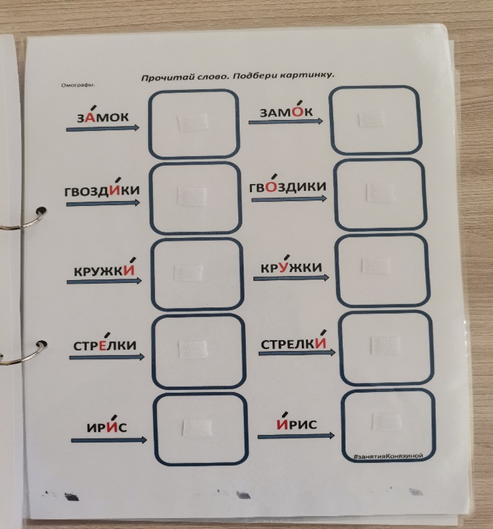 Прочитай слово. Подбери картинку.
Омографы.
ЗА́МОК ЗАМО́К
ГВОЗДИ́КИ ГВО́ЗДИКИ
КРУЖКИ́ КРУ́ЖКИ
СТРЕ́ЛКИ СТРЕЛКИ́
ИРИ́С И́РИС
#занятияКонязиной